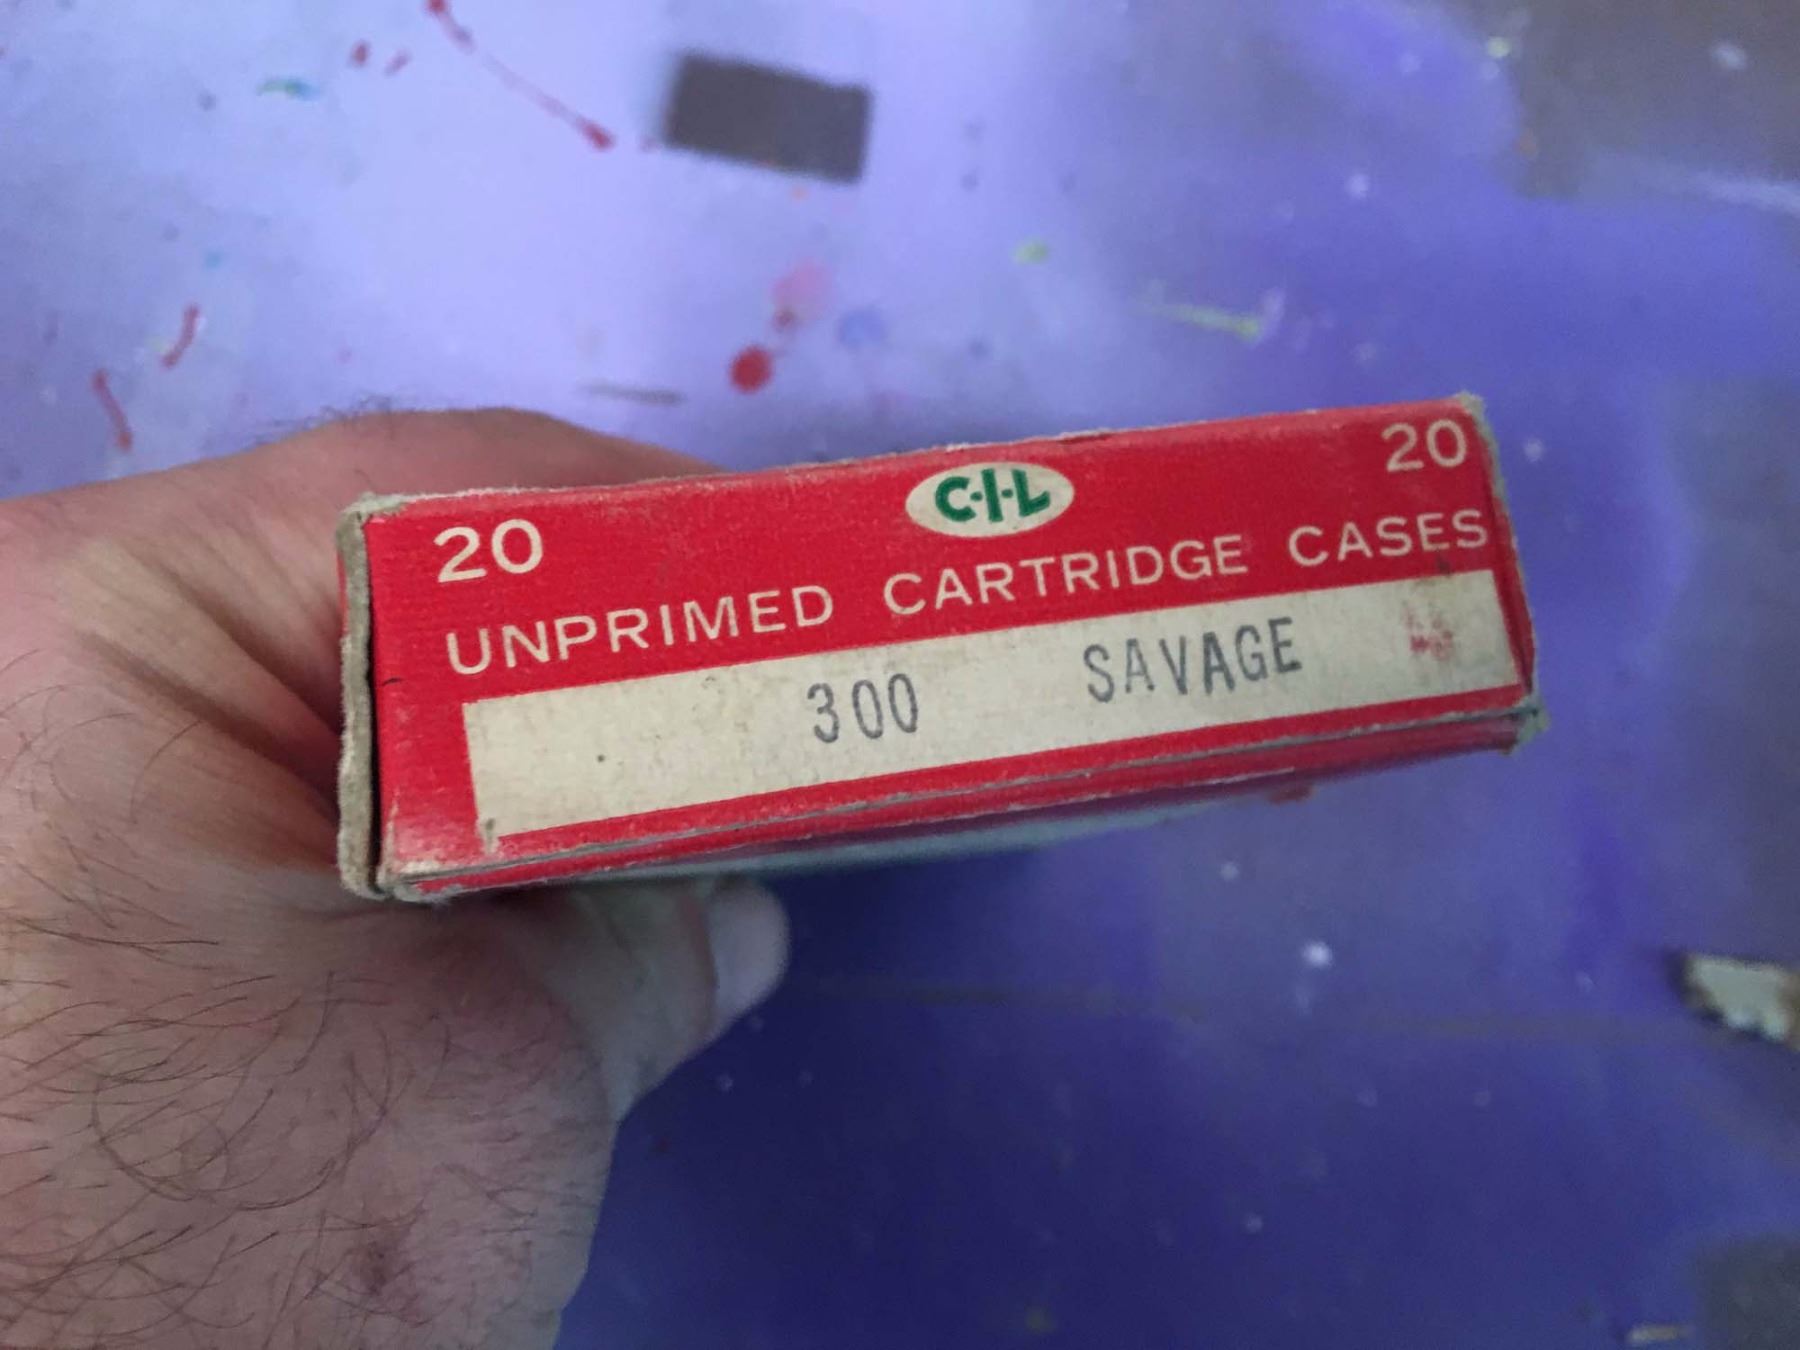 C-I-L
20 20
UNPRIMED CARTRIDGE CASES
300 SAVAGE